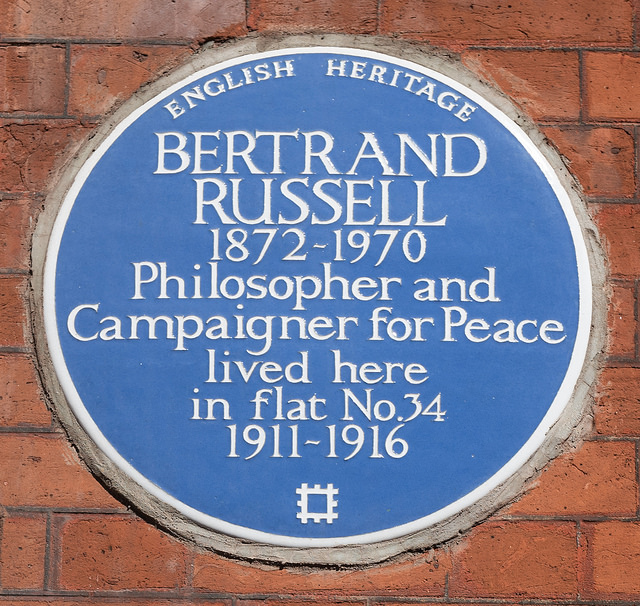 ENGLISH HERITAGE
BERTRAND
RUSSELL
1872-1970
Philosopher and
Campaigner for Peace
lived here
in flat No.34
1911-1916